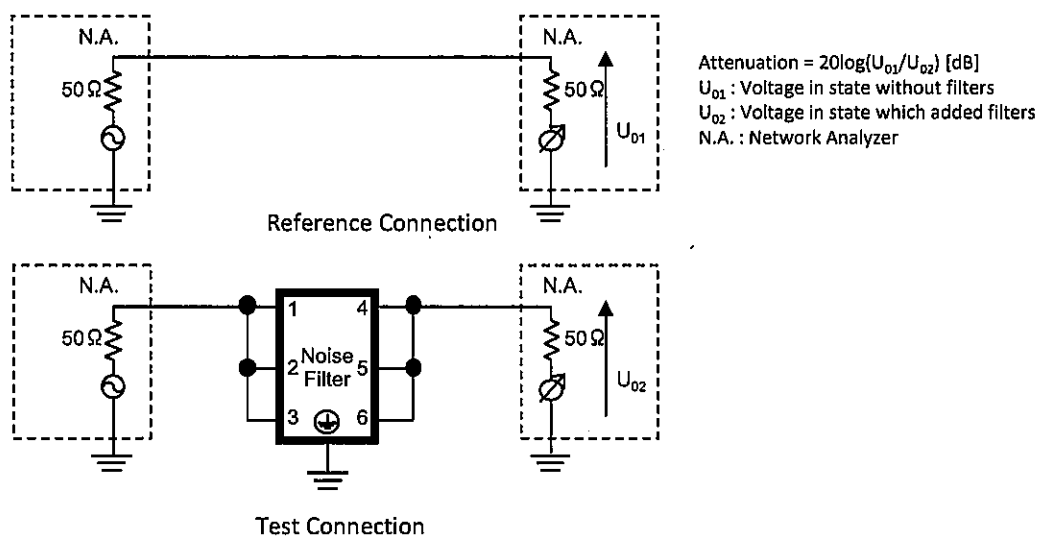 N.A.
50Ω
N.A.
50Ω
U01
Attenuation = 20log(U01/U02) [dB]
U01 : Voltage in state without filters
U02 : Voltage in state which added filters
N.A. : Network Analyzer
Reference Connection
N.A.
50Ω
1 4
2 Noise 5
Filter
3 6
N.A.
50Ω
U02
Test Connection